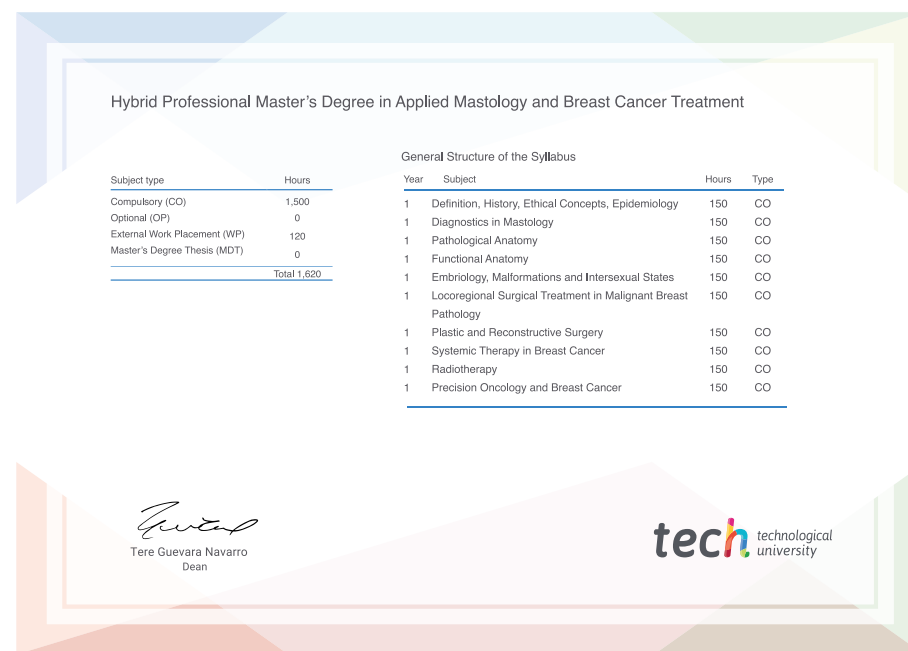 Hybrid Professional Master's Degree in Applied Mastology and Breast Cancer Treatment
General Structure of the Syllabus
Subject type Hours
Compulsory (CO) 1,500
Optional (OP) 0
External Work Placement (WP) 120
Master's Degree Thesis (MDT) 0
Total 1,620
Year Subject Hours Type
1 Definition, History, Ethical Concepts, Epidemiology 150 CO
1 Diagnostics in Mastology 150 CO
1 Pathological Anatomy 150 CO
1 Functional Anatomy 150 CO
1 Embriology, Malformations and Intersexual States 150 CO
1 Locoregional Surgical Treatment in Malignant Breast 150 CO
Pathology
1 Plastic and Reconstructive Surgery 150 CO
1 Systemic Therapy in Breast Cancer 150 CO
1 Radiotherapy 150 CO
1 Precision Oncology and Breast Cancer 150 CO
Tere Guevara Navarro
Dean
tech technological
university